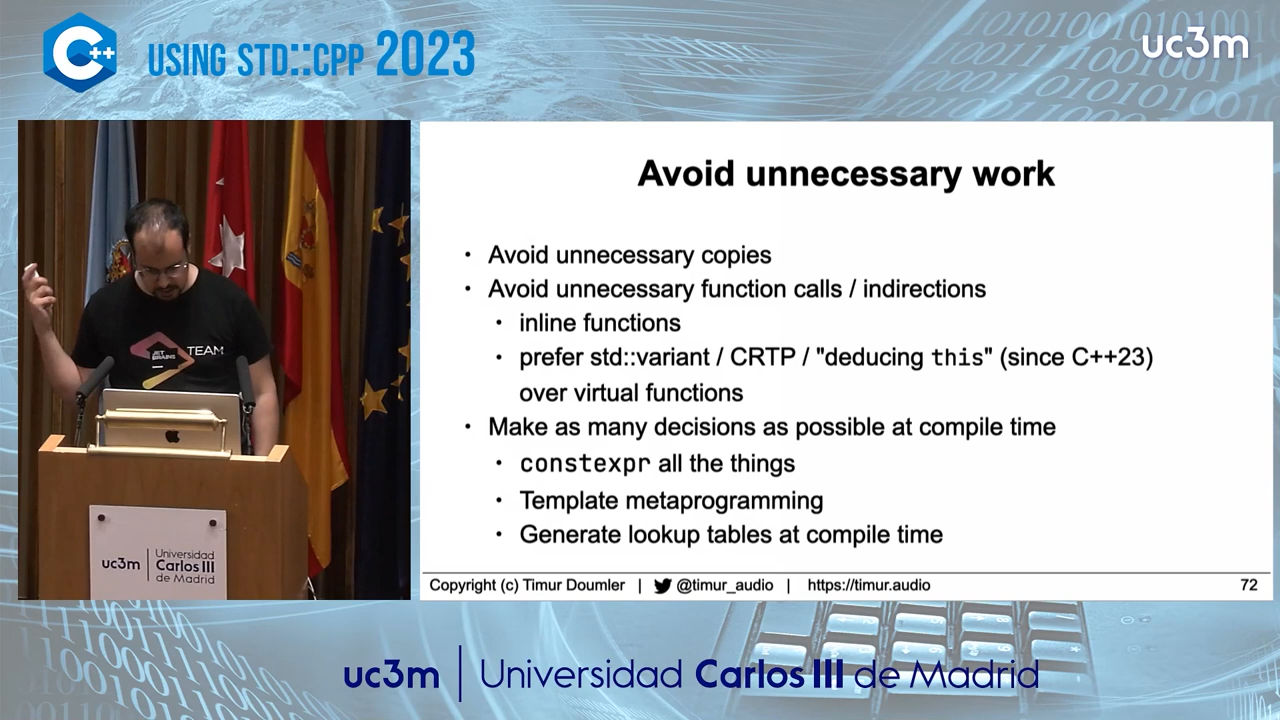 C++
USING STD::CPP 2023
uc3m
JET
BRAINS
TEAM
uc3m
Universidad
Carlos III
de Madrid
Avoid unnecessary work
• Avoid unnecessary copies
• Avoid unnecessary function calls / indirections
• inline functions
• prefer std::variant / CRTP / "deducing this" (since C++23)
over virtual functions
• Make as many decisions as possible at compile time
• constexpr all the things
• Template metaprogramming
• Generate lookup tables at compile time
Copyright (c) Timur Doumler | @timur_audio | https://timur.audio 72
uc3m | Universidad Carlos III de Madrid